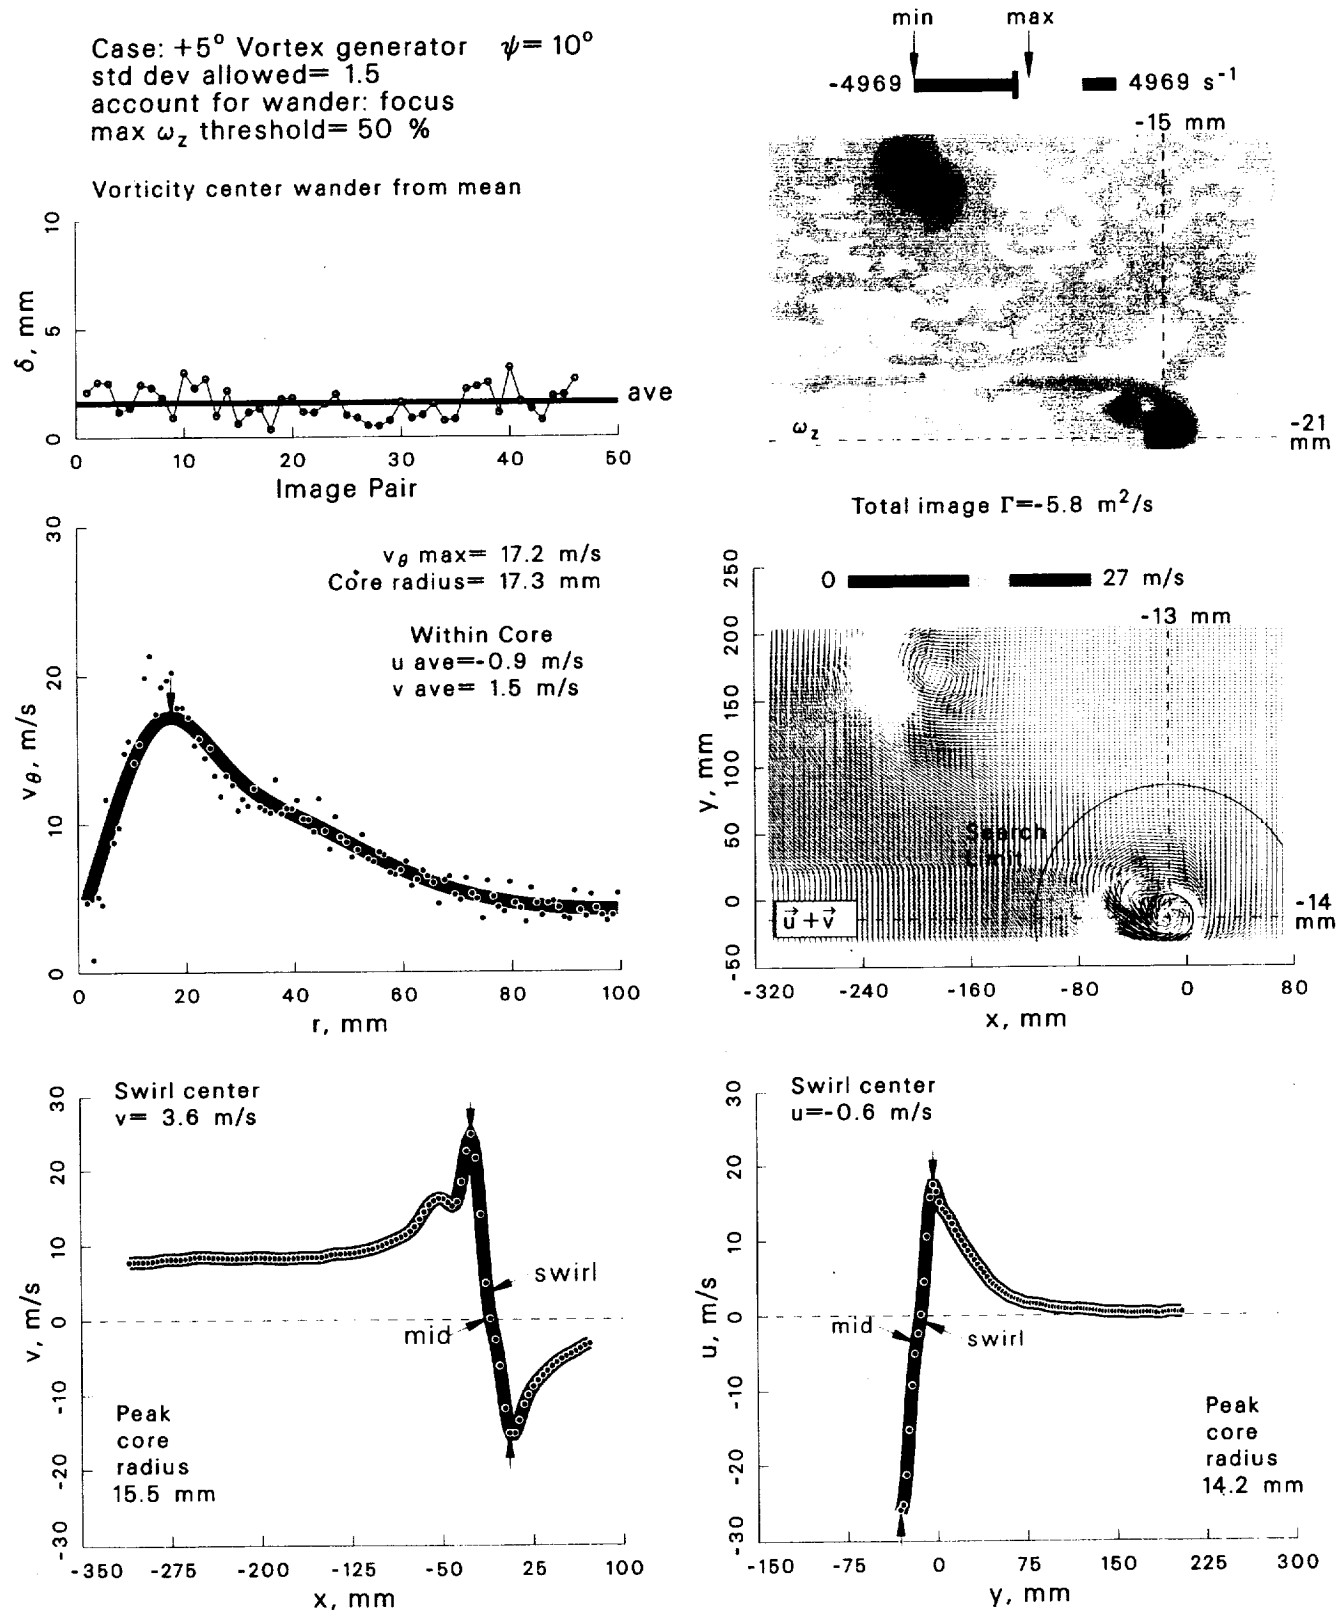 Case: +5° Vortex generator ψ= 10°
std dev allowed= 1.5
account for wander: focus
max ω_z threshold= 50 %
Vorticity center wander from mean
10
5
0
δ, mm
ave
0 10 20 30 40 50
Image Pair
min max
-4969 4969 s⁻¹
-15 mm
ω_z
-21
mm
Total image Γ=-5.8 m²/s
30
20
10
0
v_θ, m/s
v_θ max= 17.2 m/s
Core radius= 17.3 mm
Within Core
u ave=-0.9 m/s
v ave= 1.5 m/s
0 20 40 60 80 100
r, mm
250
200
150
100
50
0
-50
y, mm
0 27 m/s
-13 mm
Search
Limit
u⃗+v⃗
-14
mm
-320 -240 -160 -80 0 80
x, mm
30
20
10
0
-10
-20
-30
v, m/s
Swirl center
v= 3.6 m/s
swirl
mid
Peak
core
radius
15.5 mm
-350 -275 -200 -125 -50 25 100
x, mm
30
20
10
0
-10
-20
-30
u, m/s
Swirl center
u=-0.6 m/s
mid
swirl
Peak
core
radius
14.2 mm
-150 -75 0 75 150 225 300
y, mm